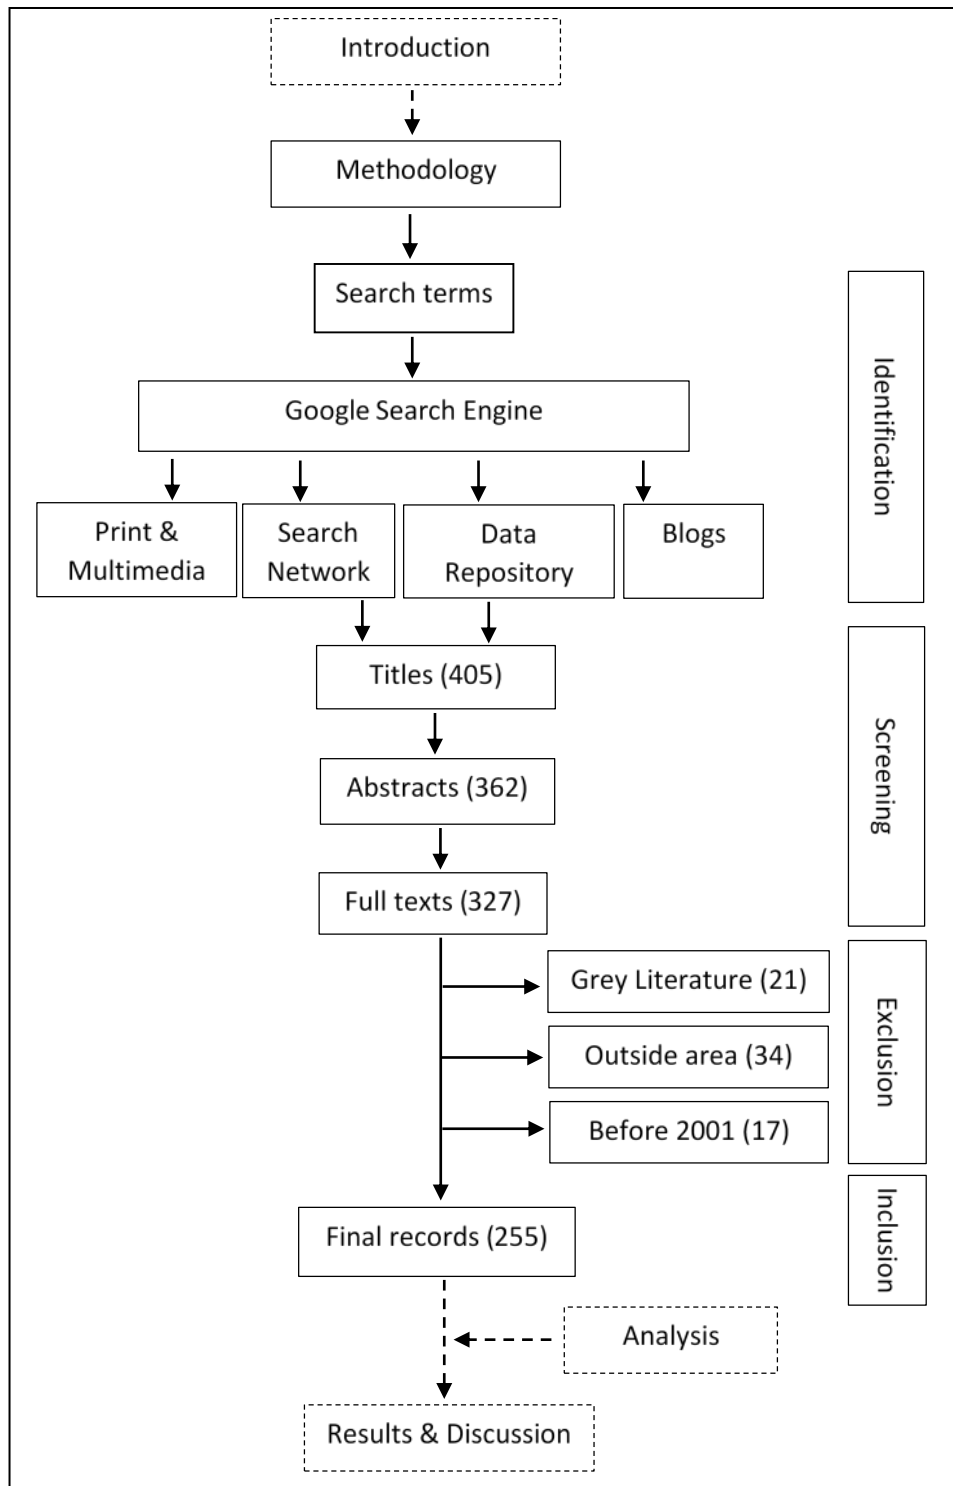 Introduction
Methodology
Search terms
Google Search Engine
Print &
Multimedia
Search
Network
Data
Repository
Blogs
Identification
Titles (405)
Abstracts (362)
Full texts (327)
Screening
Grey Literature (21)
Outside area (34)
Before 2001 (17)
Exclusion
Final records (255)
Inclusion
Analysis
Results & Discussion